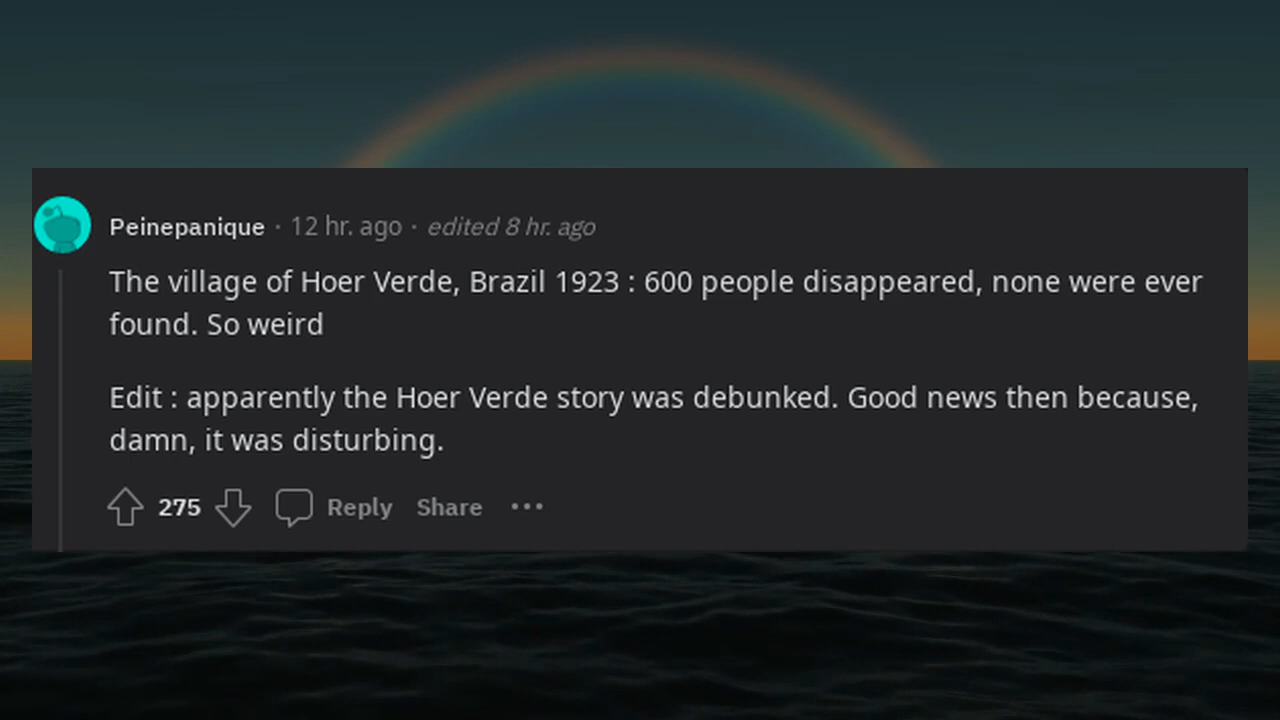 Peinepanique · 12 hr. ago · edited 8 hr. ago
The village of Hoer Verde, Brazil 1923 : 600 people disappeared, none were ever
found. So weird
Edit : apparently the Hoer Verde story was debunked. Good news then because,
damn, it was disturbing.
275 Reply Share ···